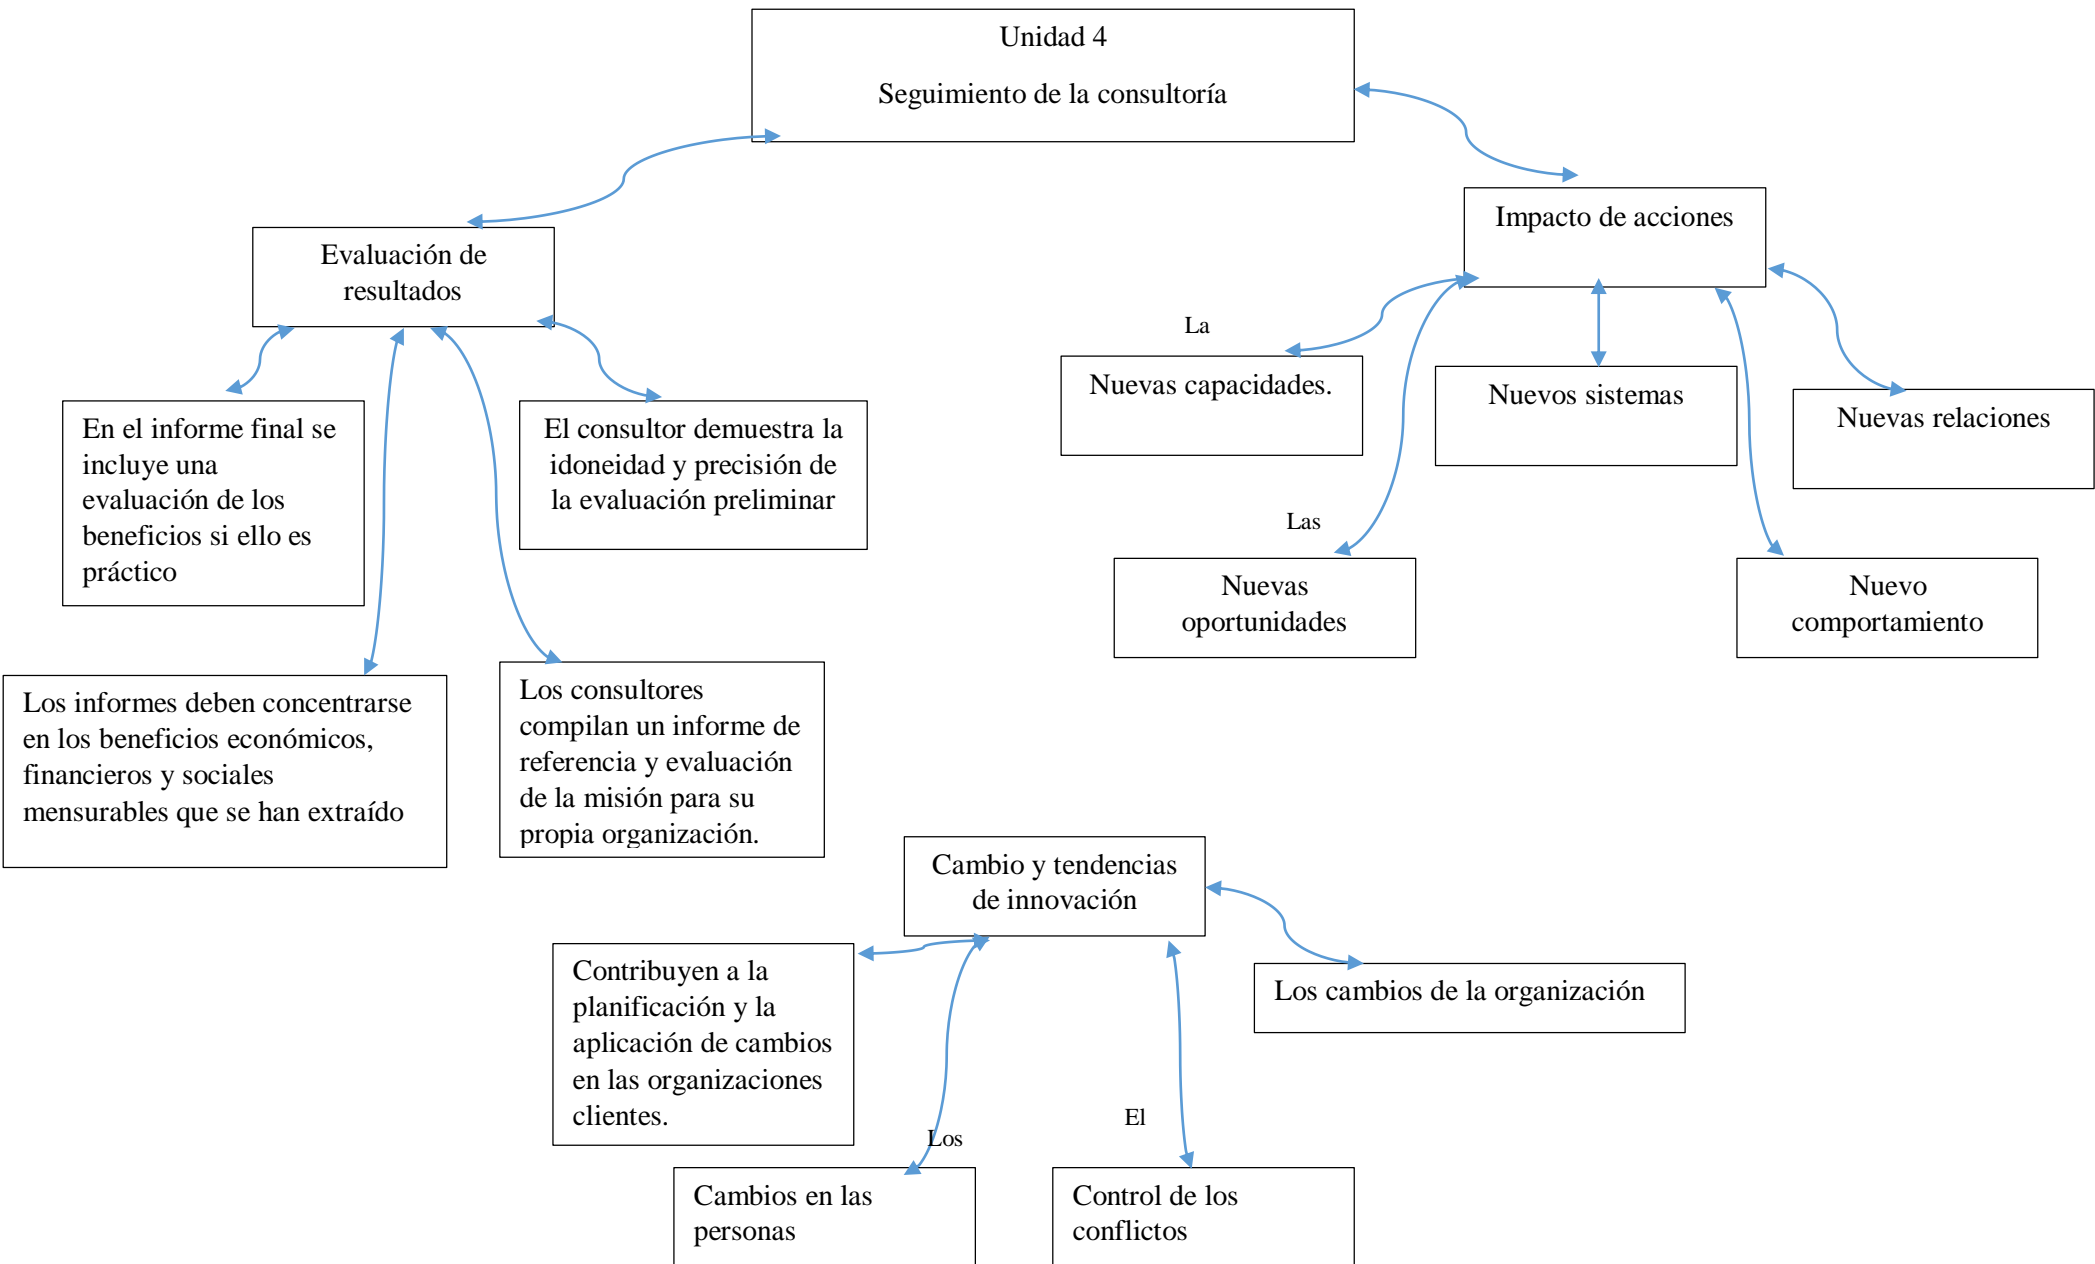 Unidad 4
Seguimiento de la consultoría
Evaluación de
resultados
Impacto de acciones
En el informe final se
incluye una
evaluación de los
beneficios si ello es
práctico
El consultor demuestra la
idoneidad y precisión de
la evaluación preliminar
La
Nuevas capacidades.
Nuevos sistemas
Nuevas relaciones
Las
Nuevas
oportunidades
Nuevo
comportamiento
Los informes deben concentrarse
en los beneficios económicos,
financieros y sociales
mensurables que se han extraído
Los consultores
compilan un informe de
referencia y evaluación
de la misión para su
propia organización.
Cambio y tendencias
de innovación
Contribuyen a la
planificación y la
aplicación de cambios
en las organizaciones
clientes.
Los cambios de la organización
Los
El
Cambios en las
personas
Control de los
conflictos